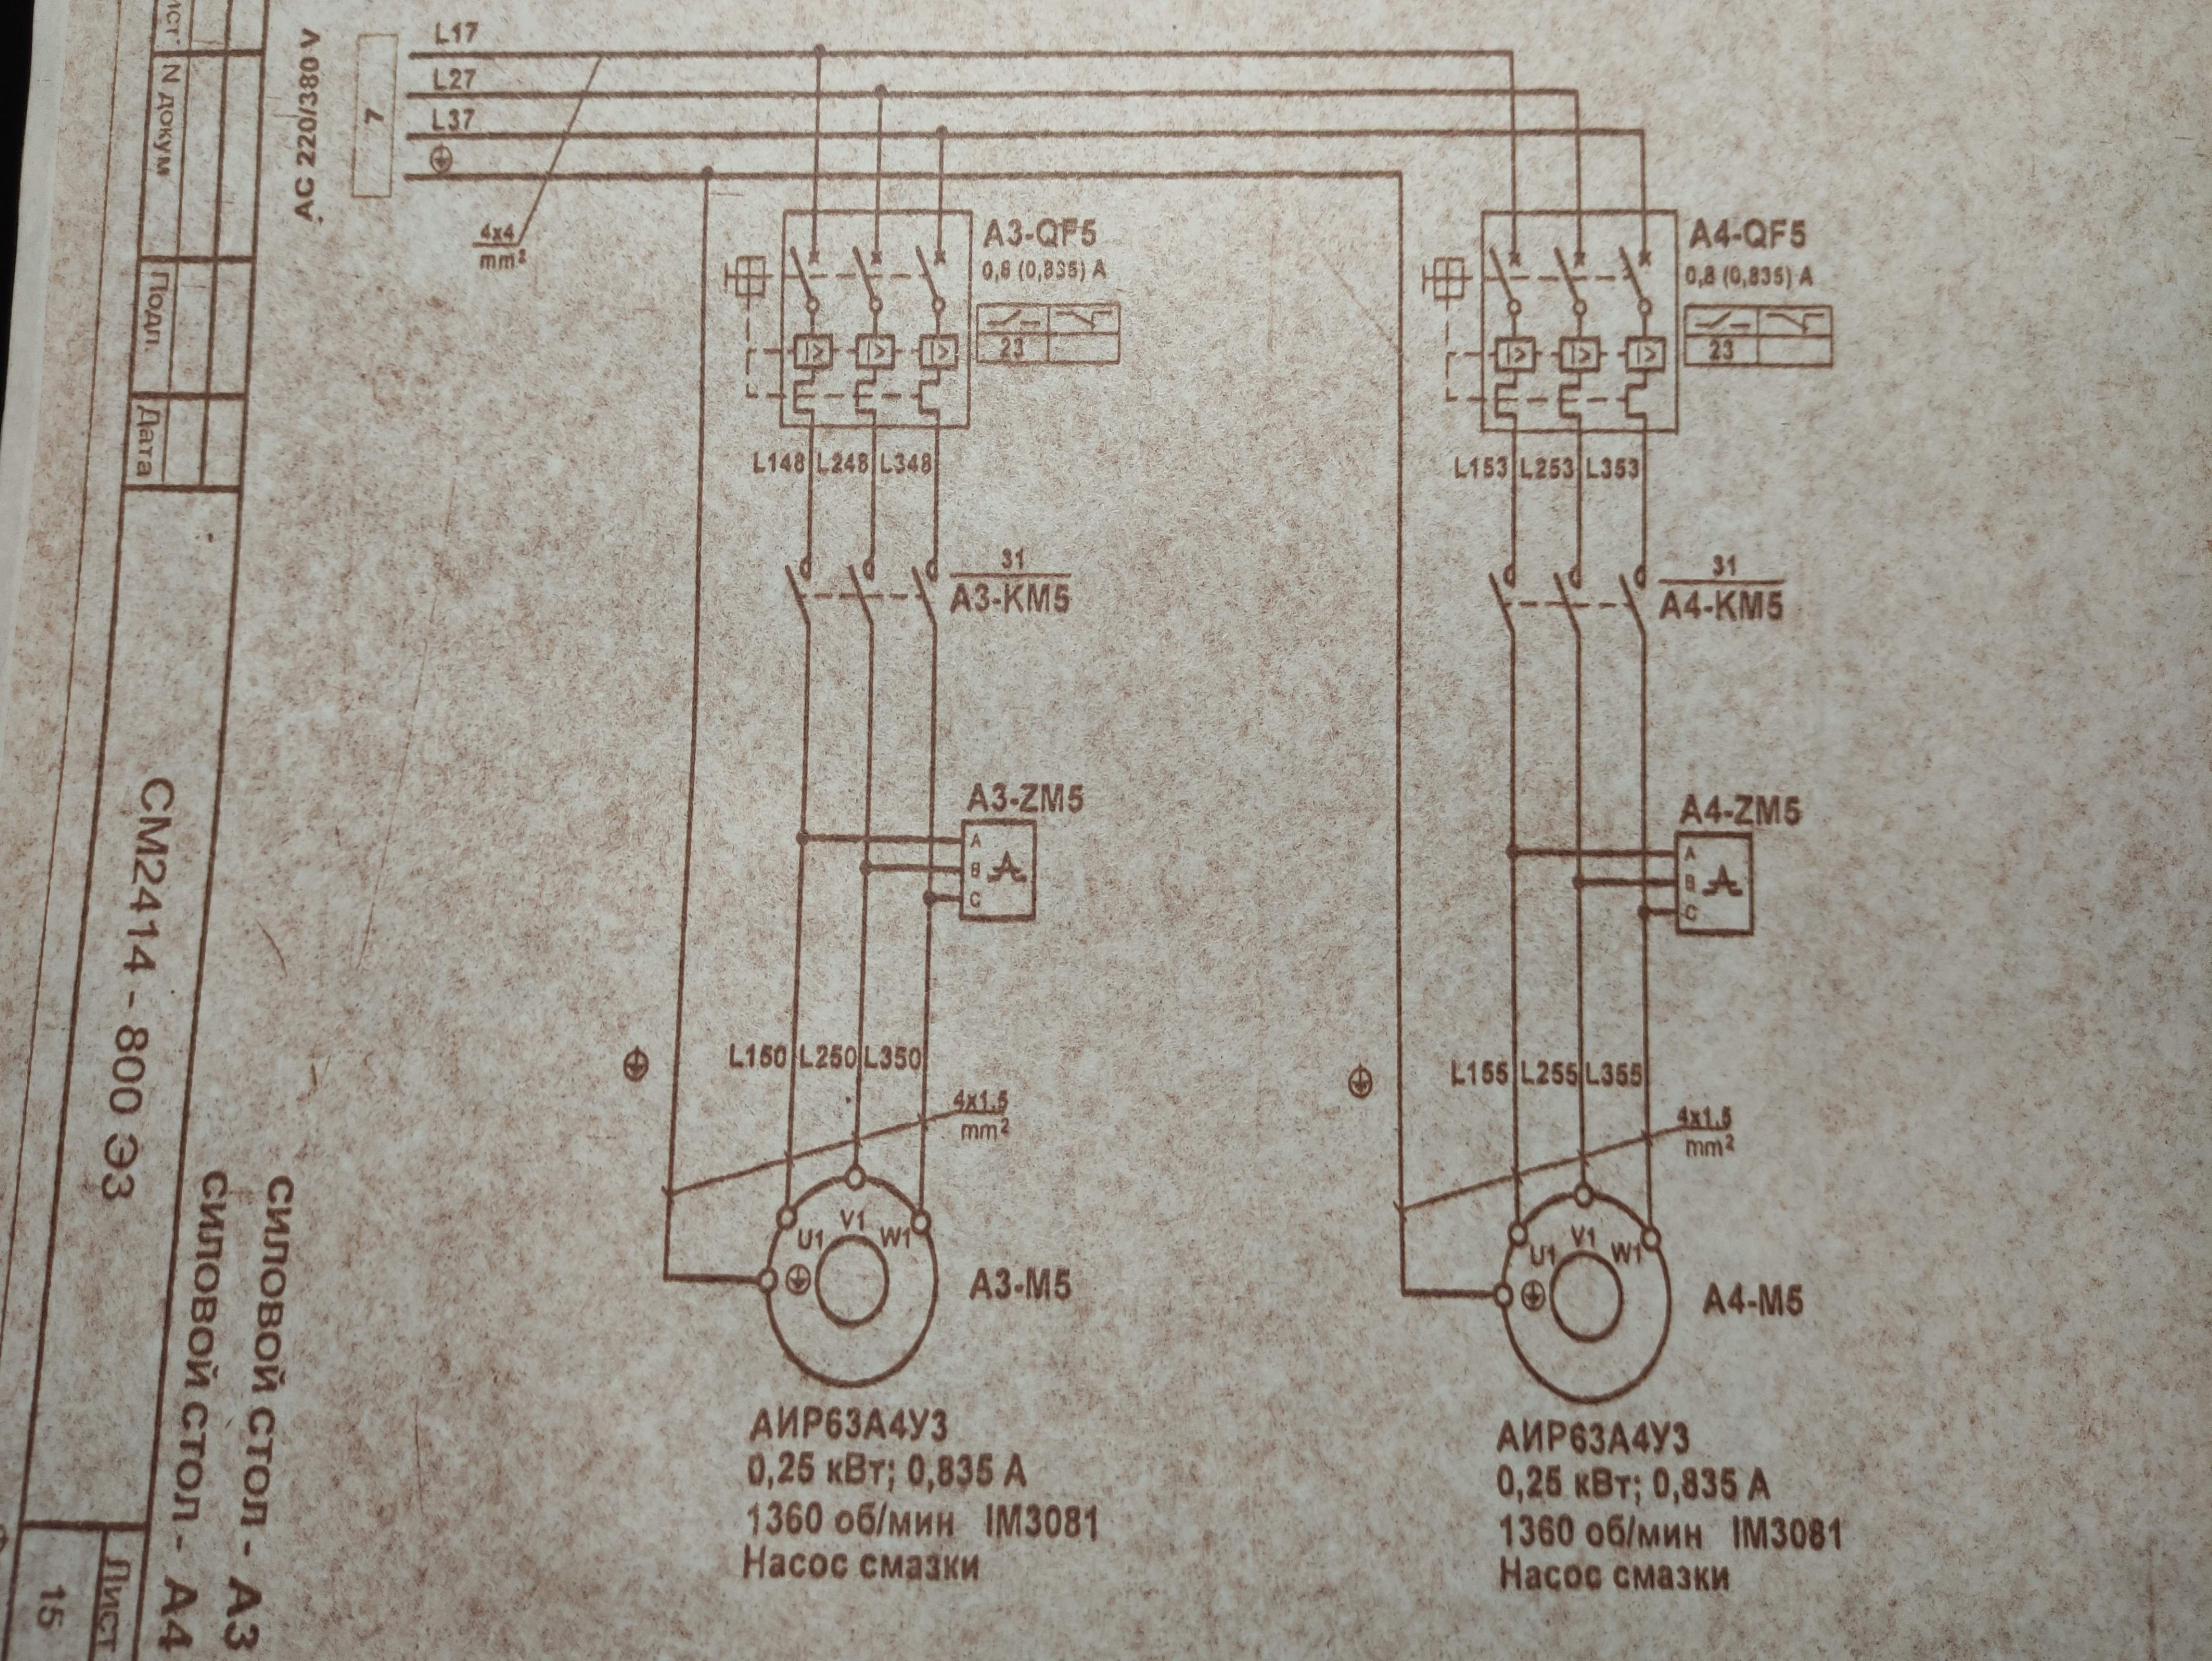 L17
L27
L37
AC 220/380 V
7
4x4
mm²
A3-QF5
0,8 (0,835) A
23
A4-QF5
0,8 (0,835) A
23
L148 L248 L348
L153 L253 L353
31
A3-KM5
31
A4-KM5
A3-ZM5
A
B
C
A4-ZM5
A
B
C
L150 L250 L350
L155 L255 L355
4x1.5
mm²
4x1.5
mm²
U1 V1 W1
A3-M5
U1 V1 W1
A4-M5
АИР63А4У3
0,25 кВт; 0,835 А
1360 об/мин IM3081
Насос смазки
АИР63А4У3
0,25 кВт; 0,835 А
1360 об/мин IM3081
Насос смазки
N докум
Подп.
Дата
СМ2414 - 800 Э3
СИЛОВОЙ СТОЛ - А3
СИЛОВОЙ СТОЛ - А4
Лист
15